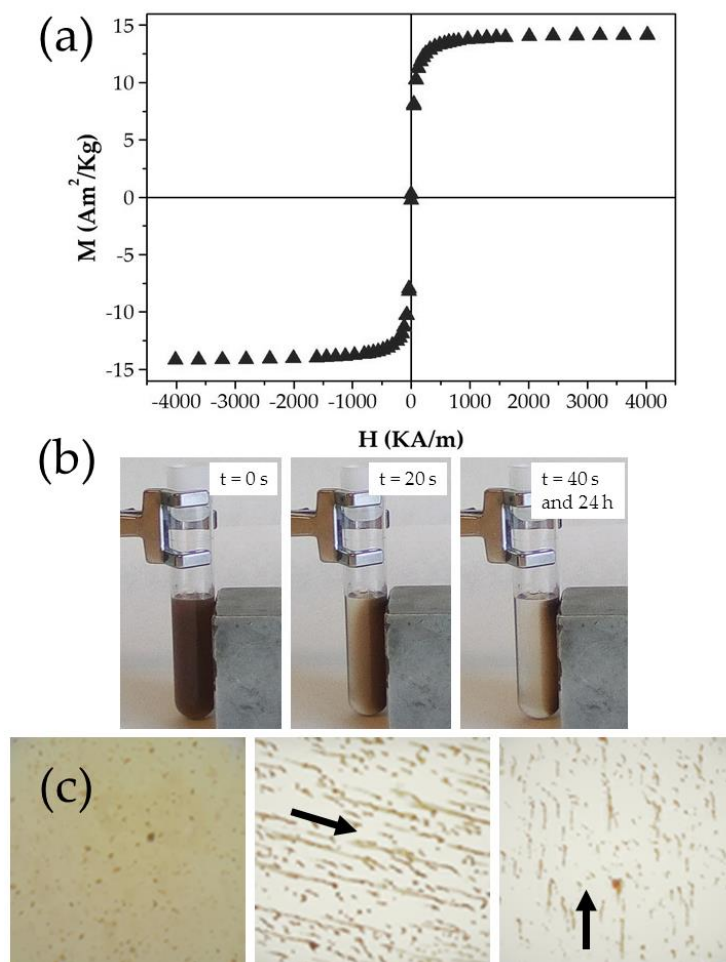 (a)
15
10
5
0
-5
-10
-15
M (Am²/Kg)
-4000 -3000 -2000 -1000 0 1000 2000 3000 4000
H (KA/m)
(b)
t = 0 s
t = 20 s
t = 40 s
and 24 h
(c)